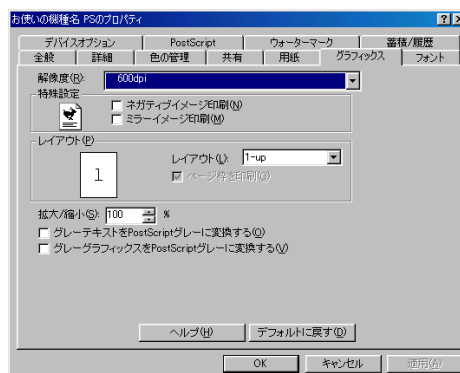 お使いの機種名 PSのプロパティ
デバイスオプション PostScript ウォーターマーク 蓄積/履歴
全般 詳細 色の管理 共有 用紙 グラフィックス フォント
解像度(R): 600dpi
特殊設定
ネガティブイメージ印刷(N)
ミラーイメージ印刷(M)
レイアウト(P)
1
レイアウト(L): 1-up
ページ枠を印刷(G)
拡大/縮小(S): 100 %
グレーテキストをPostScriptグレーに変換する(O)
グレーグラフィックスをPostScriptグレーに変換する(V)
ヘルプ(H) デフォルトに戻す(D)
OK キャンセル 適用(A)